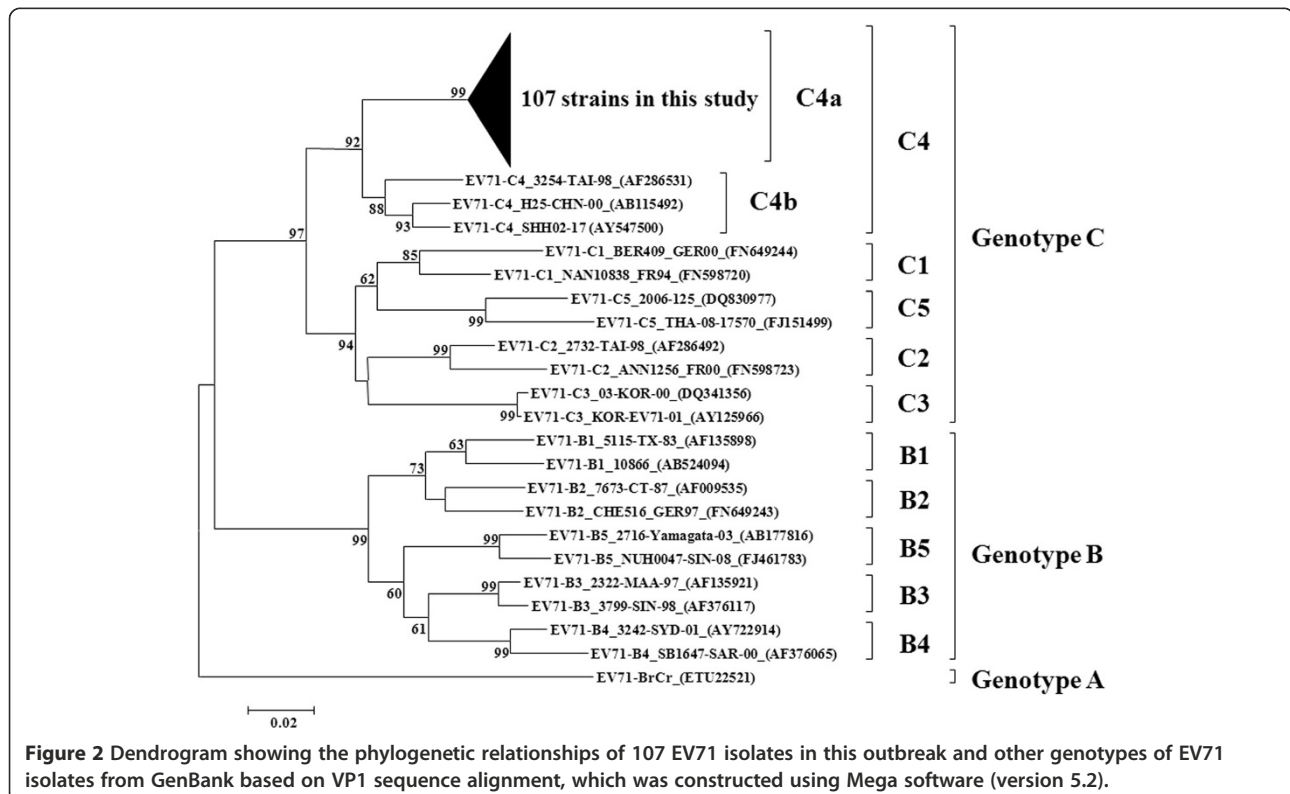 99
107 strains in this study
C4a
C4
92
EV71-C4_3254-TAI-98_(AF286531)
88
EV71-C4_H25-CHN-00_(AB115492)
C4b
93
EV71-C4_SHH02-17(AY547500)
97
Genotype C
85
EV71-C1_BER409_GER00_(FN649244)
C1
EV71-C1_NAN10838_FR94_(FN598720)
62
EV71-C5_2006-125_(DQ830977)
C5
99
EV71-C5_THA-08-17570_(FJ151499)
94
99
EV71-C2_2732-TAI-98_(AF286492)
C2
EV71-C2_ANN1256_FR00_(FN598723)
EV71-C3_03-KOR-00_(DQ341356)
C3
99
EV71-C3_KOR-EV71-01_(AY125966)
63
EV71-B1_5115-TX-83_(AF135898)
B1
EV71-B1_10866_(AB524094)
73
EV71-B2_7673-CT-87_(AF009535)
B2
EV71-B2_CHE516_GER97_(FN649243)
99
99
EV71-B5_2716-Yamagata-03_(AB177816)
B5
EV71-B5_NUH0047-SIN-08_(FJ461783)
Genotype B
60
99
EV71-B3_2322-MAA-97_(AF135921)
B3
EV71-B3_3799-SIN-98_(AF376117)
61
EV71-B4_3242-SYD-01_(AY722914)
B4
99
EV71-B4_SB1647-SAR-00_(AF376065)
EV71-BrCr_(ETU22521)
Genotype A
0.02
Figure 2 Dendrogram showing the phylogenetic relationships of 107 EV71 isolates in this outbreak and other genotypes of EV71
isolates from GenBank based on VP1 sequence alignment, which was constructed using Mega software (version 5.2).